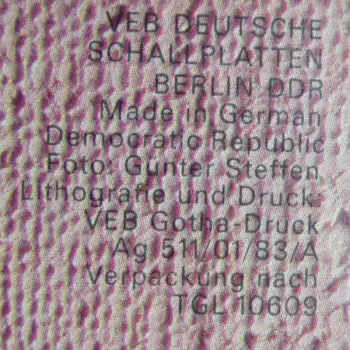 VEB DEUTSCHE
SCHALLPLATTEN
BERLIN DDR
Made in German
Democratic Republic
Foto: Günter Steffen
Lithografie und Druck:
VEB Gotha-Druck
Ag 511/01/83/A
Verpackung nach
TGL 10609